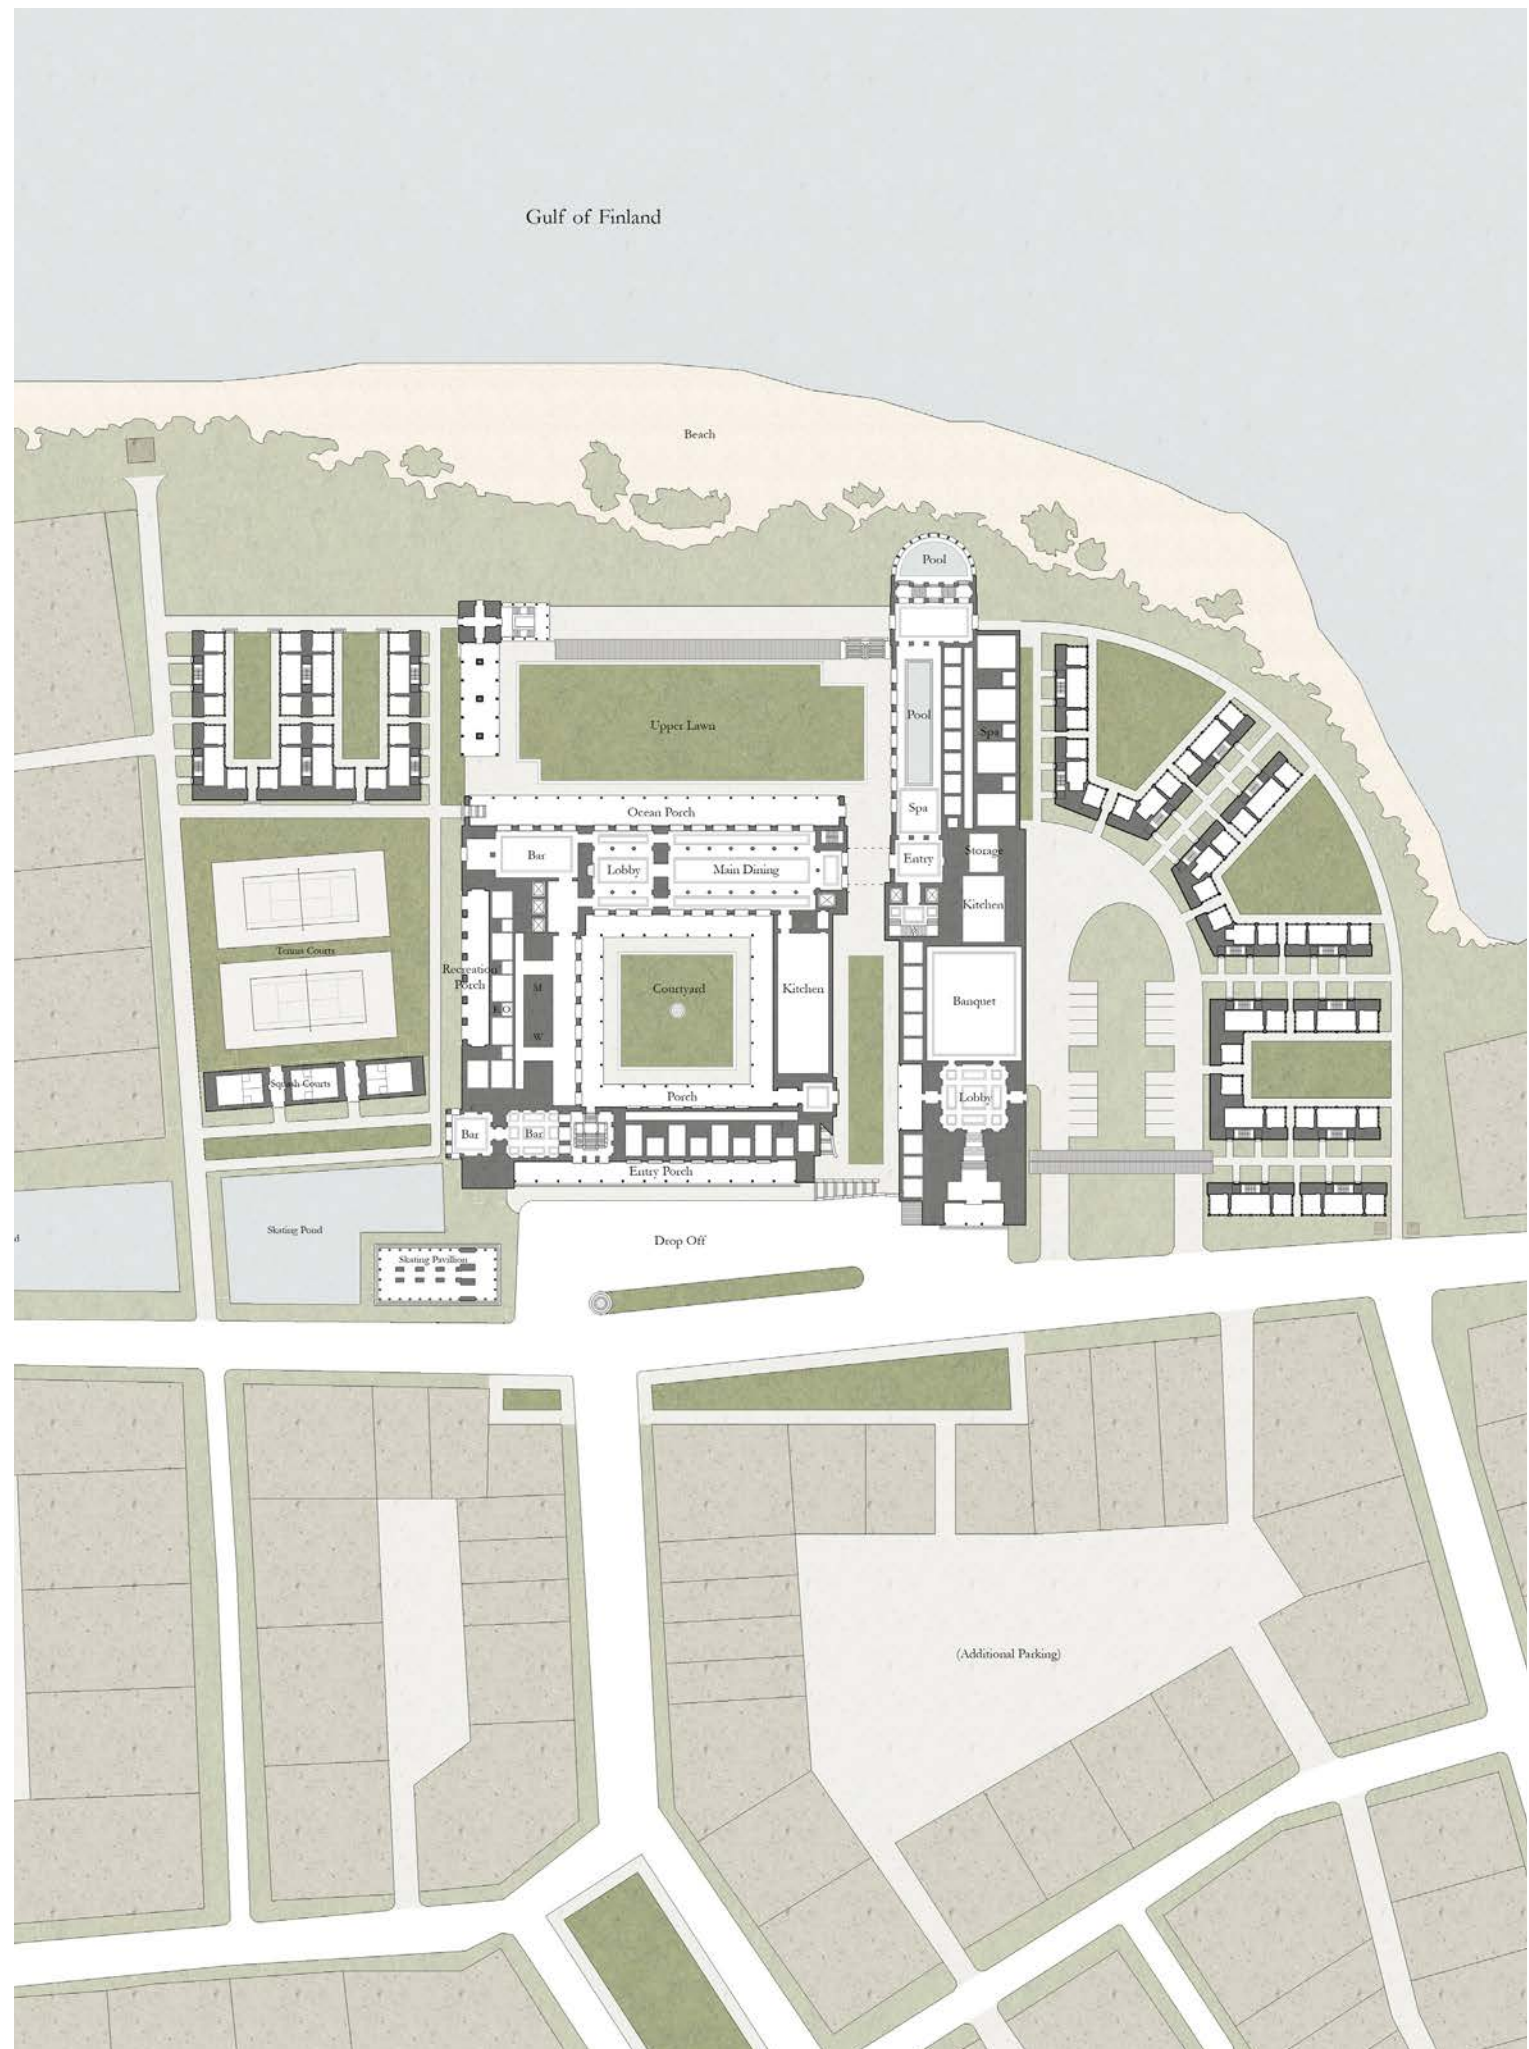 Gulf of Finland
Beach
Pool
Upper Lawn
Pool
Spa
Spa
Ocean Porch
Bar
Lobby
Main Dining
Entry
Storage
Kitchen
Tennis Courts
Recreation
Porch
M
Courtyard
Kitchen
Banquet
W
Squash Courts
Porch
Lobby
Bar
Bar
Entry Porch
Skating Pond
Drop Off
Skating Pavillion
(Additional Parking)